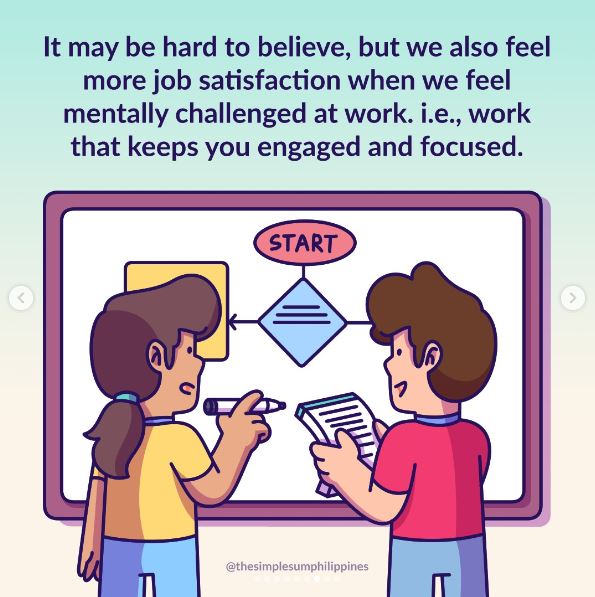 It may be hard to believe, but we also feel
more job satisfaction when we feel
mentally challenged at work. i.e., work
that keeps you engaged and focused.
START
@thesimplesumphilippines